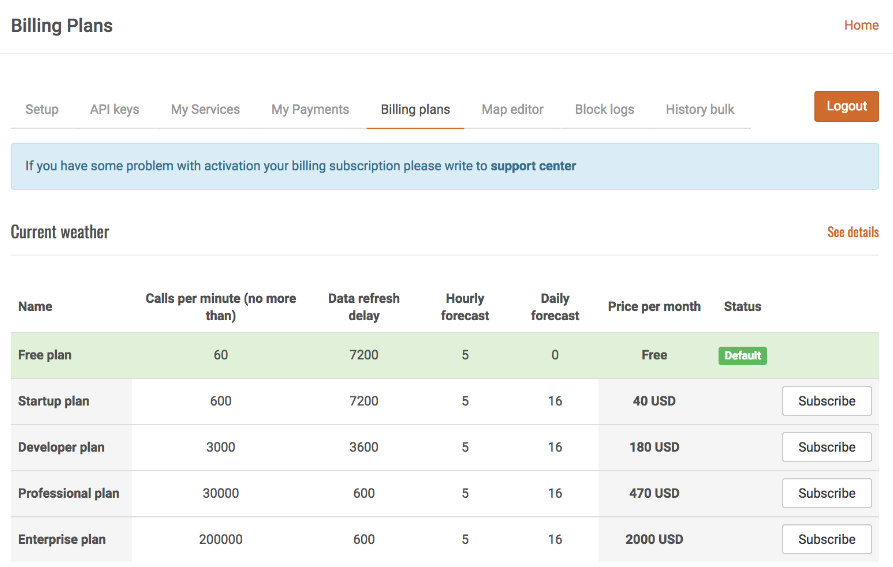 Billing Plans
Home
Setup API keys My Services My Payments Billing plans Map editor Block logs History bulk Logout
If you have some problem with activation your billing subscription please write to support center
Current weather
See details
Name Calls per minute (no more than) Data refresh delay Hourly forecast Daily forecast Price per month Status
Free plan 60 7200 5 0 Free Default
Startup plan 600 7200 5 16 40 USD Subscribe
Developer plan 3000 3600 5 16 180 USD Subscribe
Professional plan 30000 600 5 16 470 USD Subscribe
Enterprise plan 200000 600 5 16 2000 USD Subscribe